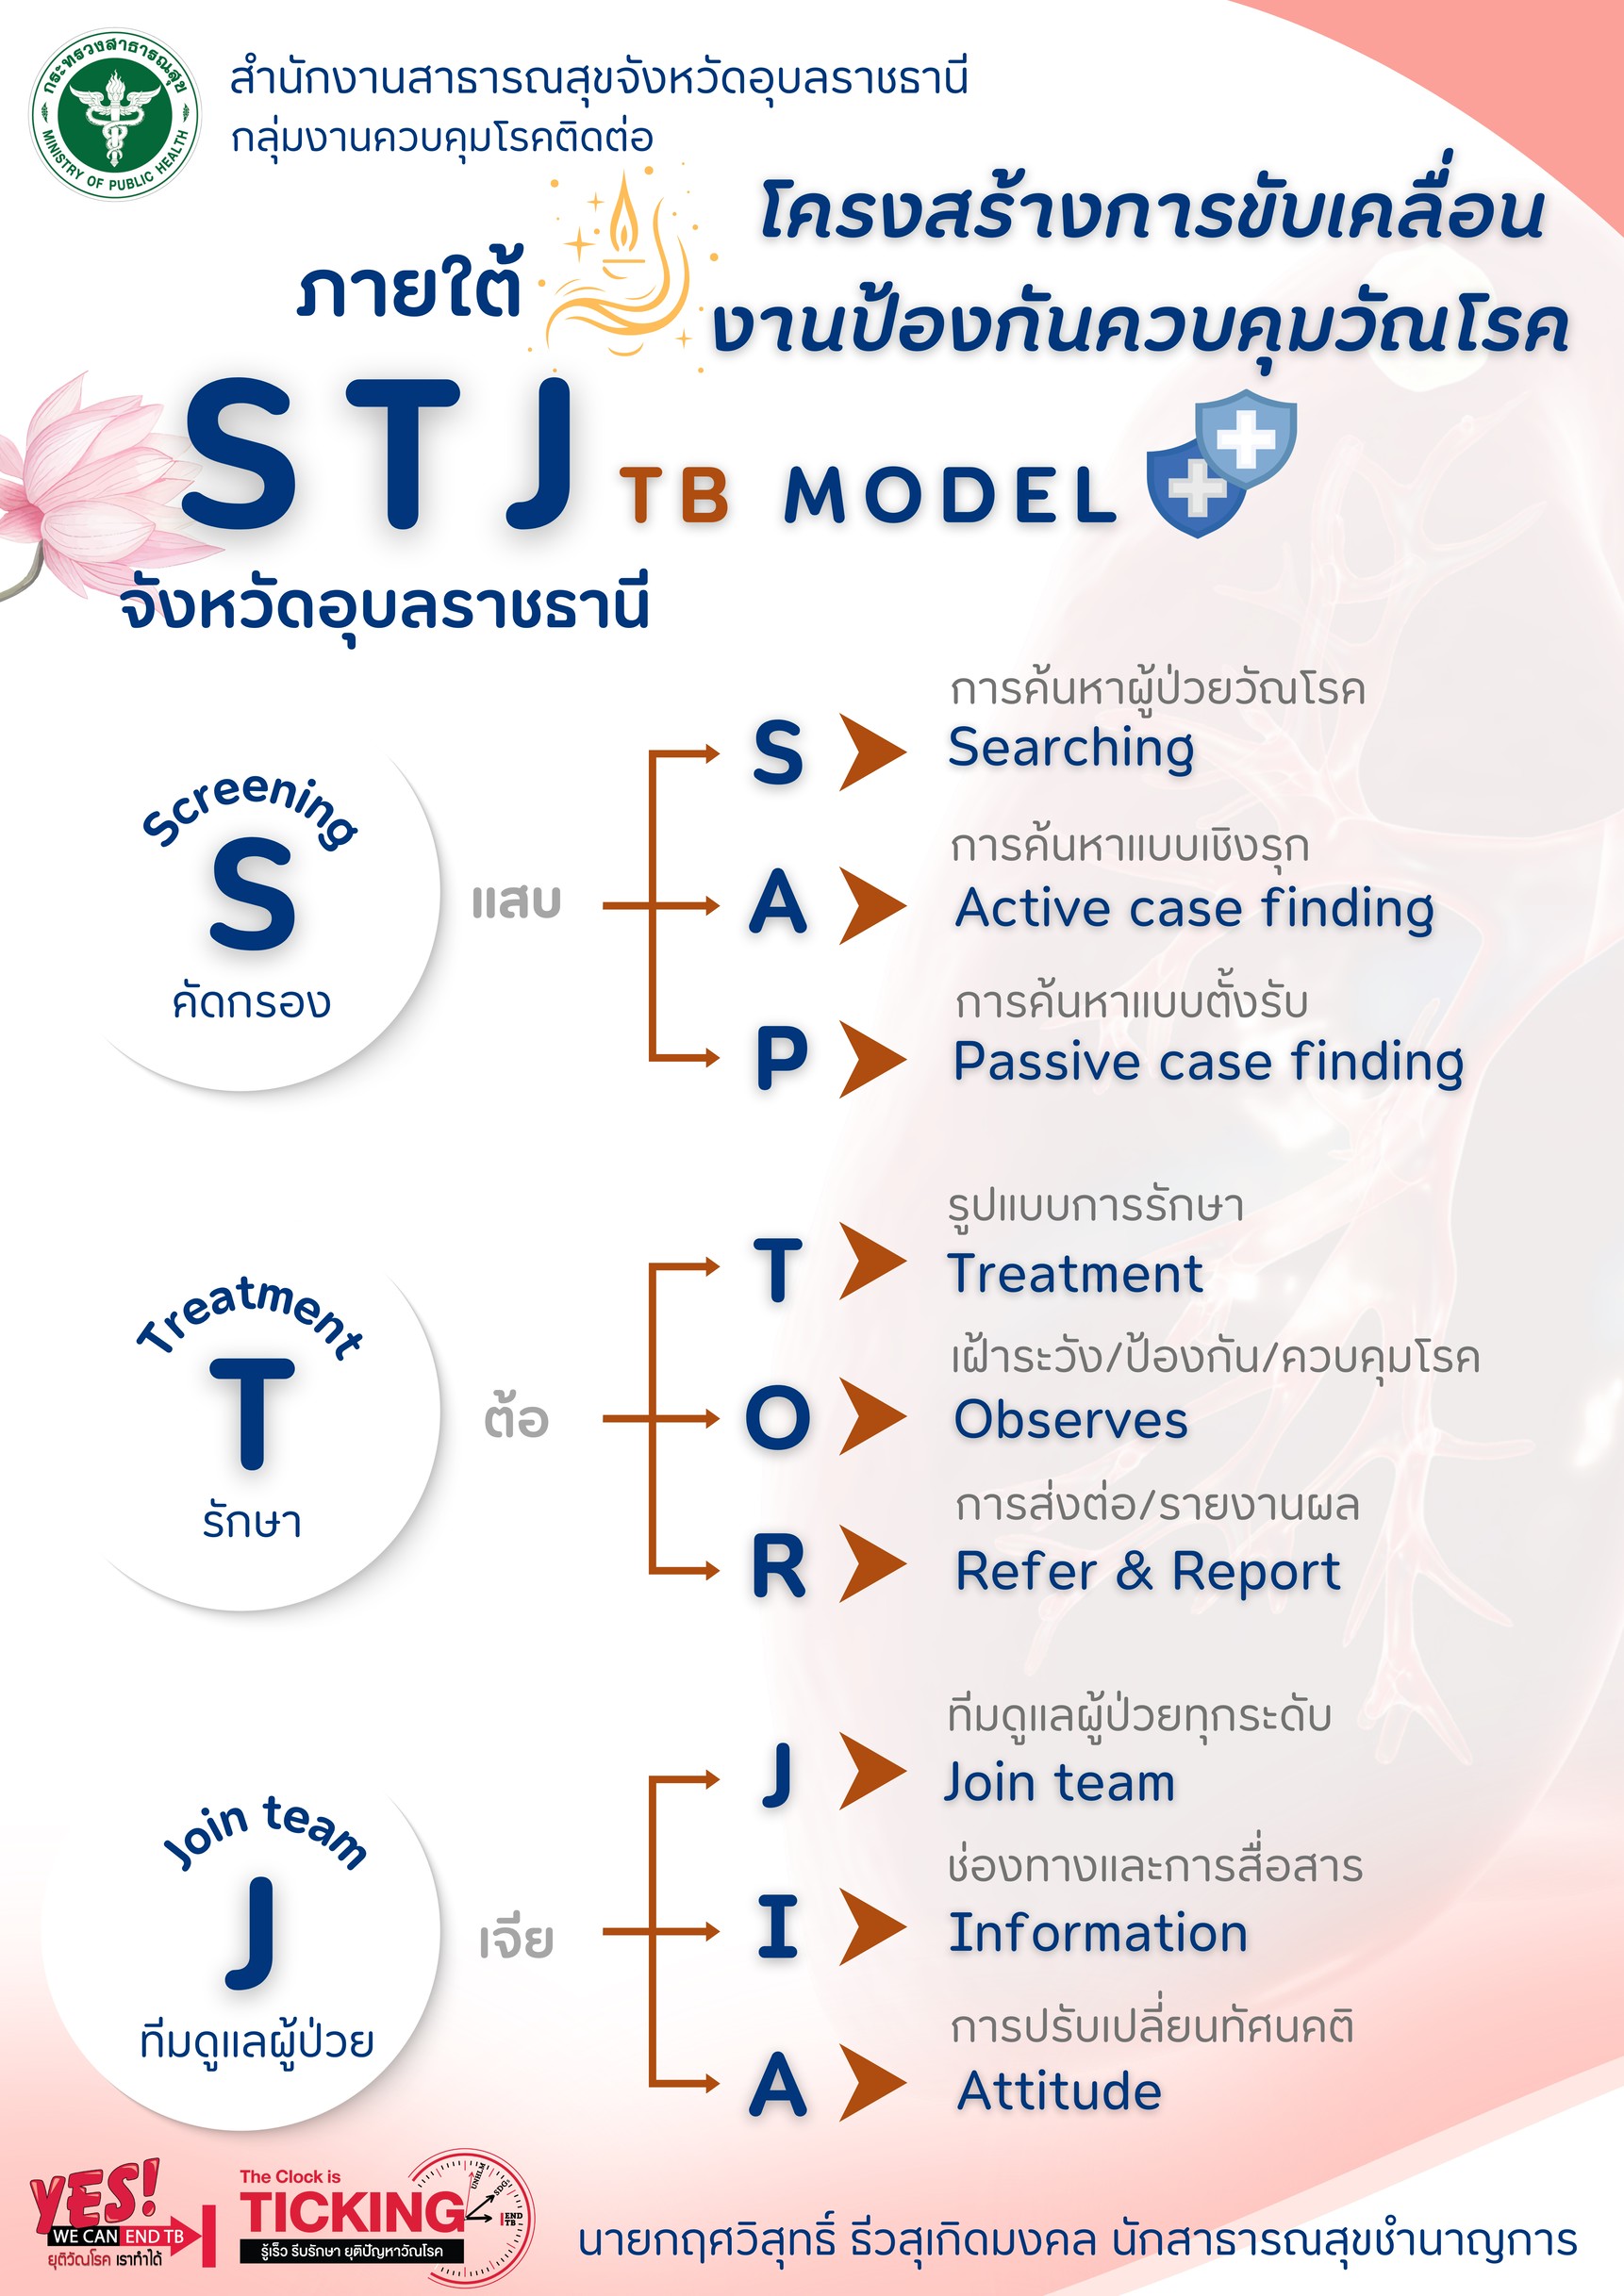 กระทรวงสาธารณสุข
MINISTRY OF PUBLIC HEALTH
สำนักงานสาธารณสุขจังหวัดอุบลราชธานี
กลุ่มงานควบคุมโรคติดต่อ
โครงสร้างการขับเคลื่อน
งานป้องกันควบคุมวัณโรค
ภายใต้
STJ TB MODEL
จังหวัดอุบลราชธานี
Screening
S
คัดกรอง
แสบ
S
การค้นหาผู้ป่วยวัณโรค
Searching
A
การค้นหาแบบเชิงรุก
Active case finding
P
การค้นหาแบบตั้งรับ
Passive case finding
Treatment
T
รักษา
ต้อ
T
รูปแบบการรักษา
Treatment
O
เฝ้าระวัง/ป้องกัน/ควบคุมโรค
Observes
R
การส่งต่อ/รายงานผล
Refer & Report
Join team
J
ทีมดูแลผู้ป่วย
เจีย
J
ทีมดูแลผู้ป่วยทุกระดับ
Join team
I
ช่องทางและการสื่อสาร
Information
A
การปรับเปลี่ยนทัศนคติ
Attitude
YES!
WE CAN END TB
ยุติวัณโรค เราทำได้
The Clock is
TICKING
รู้เร็ว รีบรักษา ยุติปัญหาวัณโรค
UNHLM
SDG
END
TB
นายกฤศวิสุทธิ์ ธีวสุเกิดมงคล นักสาธารณสุขชำนาญการ